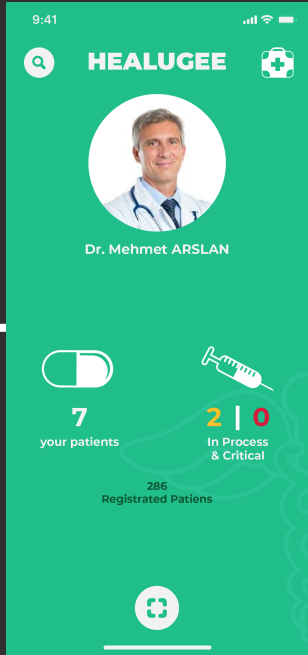 9:41
HEALUGEE
Dr. Mehmet ARSLAN
7
your patients
2 | 0
In Process
& Critical
286
Registrated Patiens